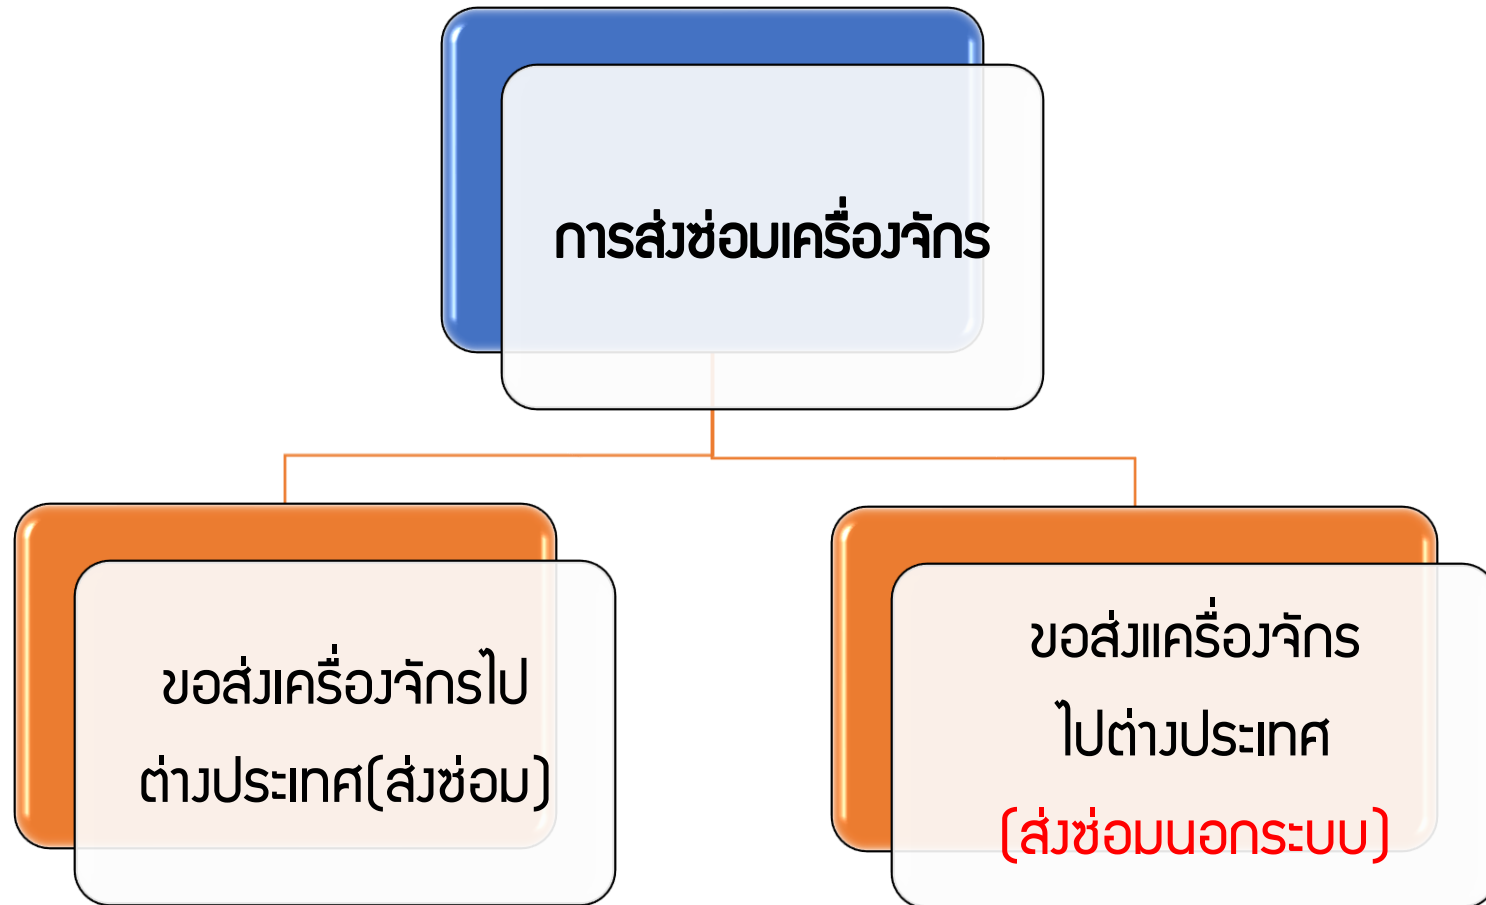 การส่งซ่อมเครื่องจักร
ขอส่งเครื่องจักรไป
ต่างประเทศ(ส่งซ่อม)
ขอส่งแครื่องจักร
ไปต่างประเทศ
(ส่งซ่อมนอกระบบ)